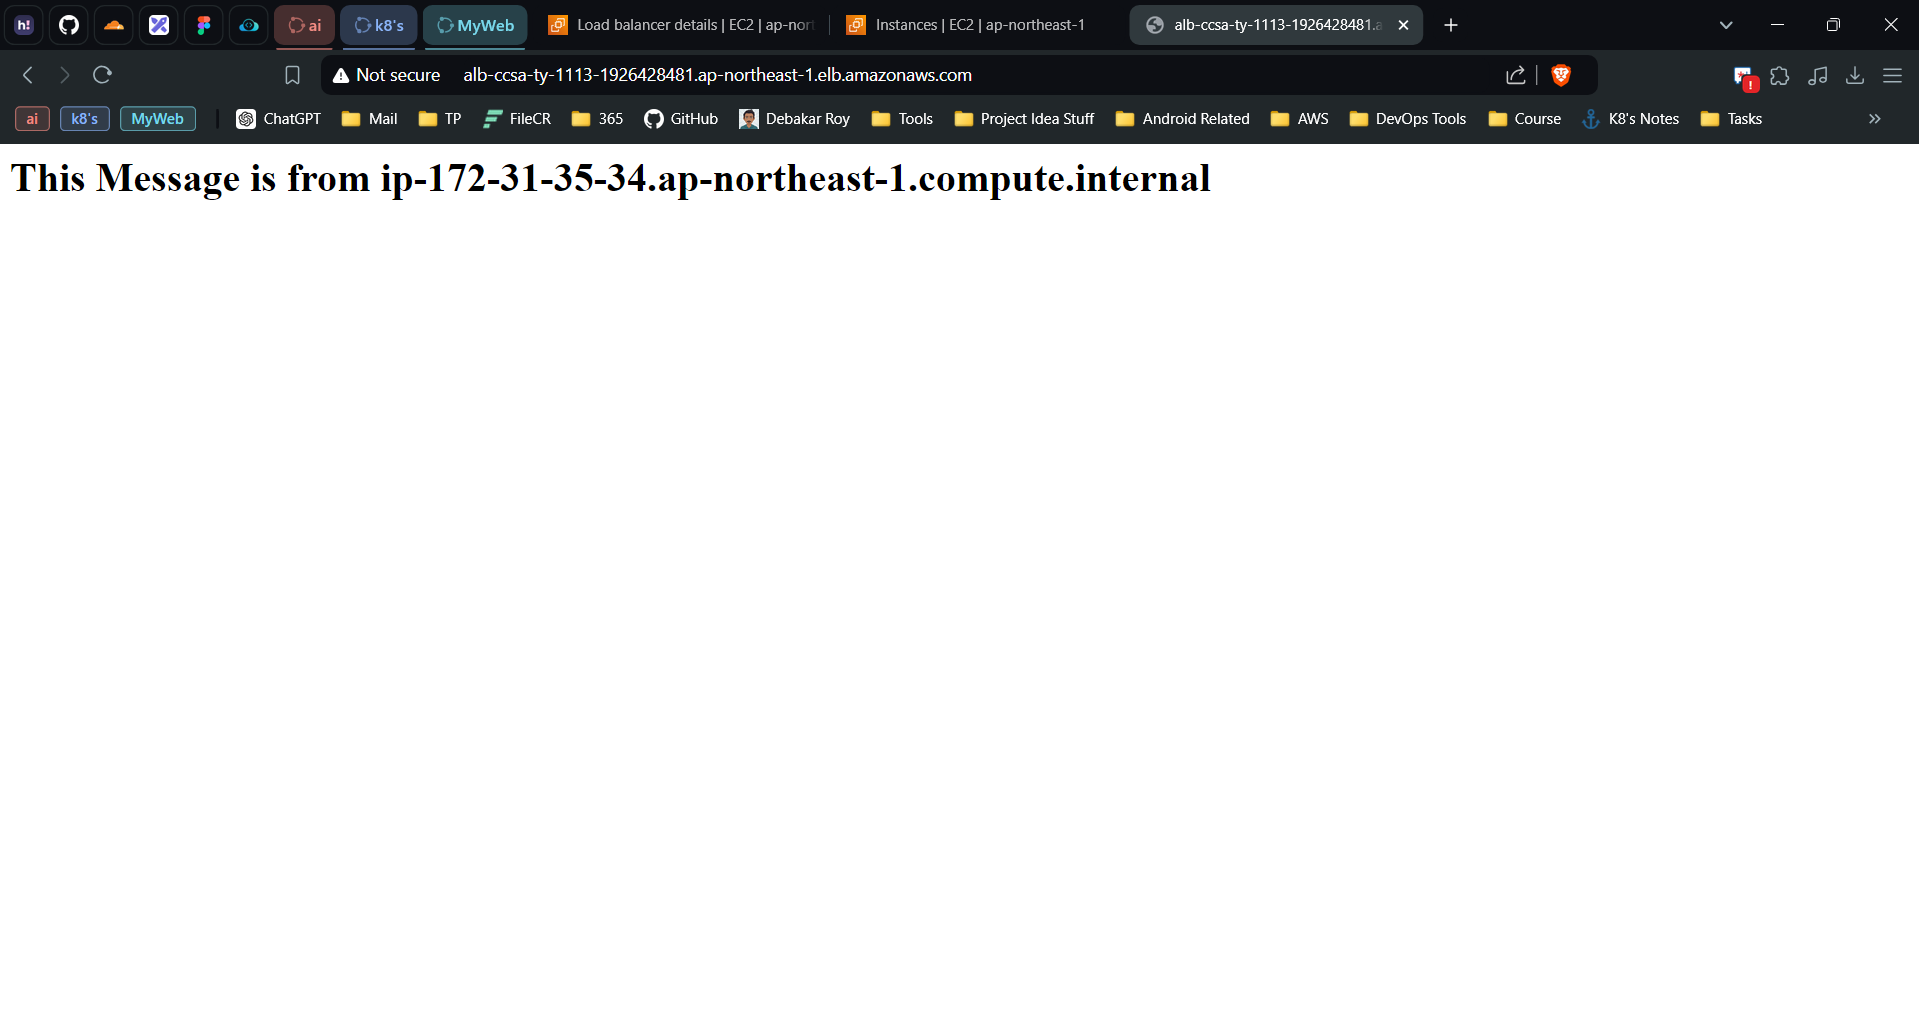 h!
ai
k8's
MyWeb
Load balancer details | EC2 | ap-nort
Instances | EC2 | ap-northeast-1
alb-ccsa-ty-1113-1926428481.a
Not secure alb-ccsa-ty-1113-1926428481.ap-northeast-1.elb.amazonaws.com
ai k8's MyWeb ChatGPT Mail TP FileCR 365 GitHub Debakar Roy Tools Project Idea Stuff Android Related AWS DevOps Tools Course K8's Notes Tasks
This Message is from ip-172-31-35-34.ap-northeast-1.compute.internal